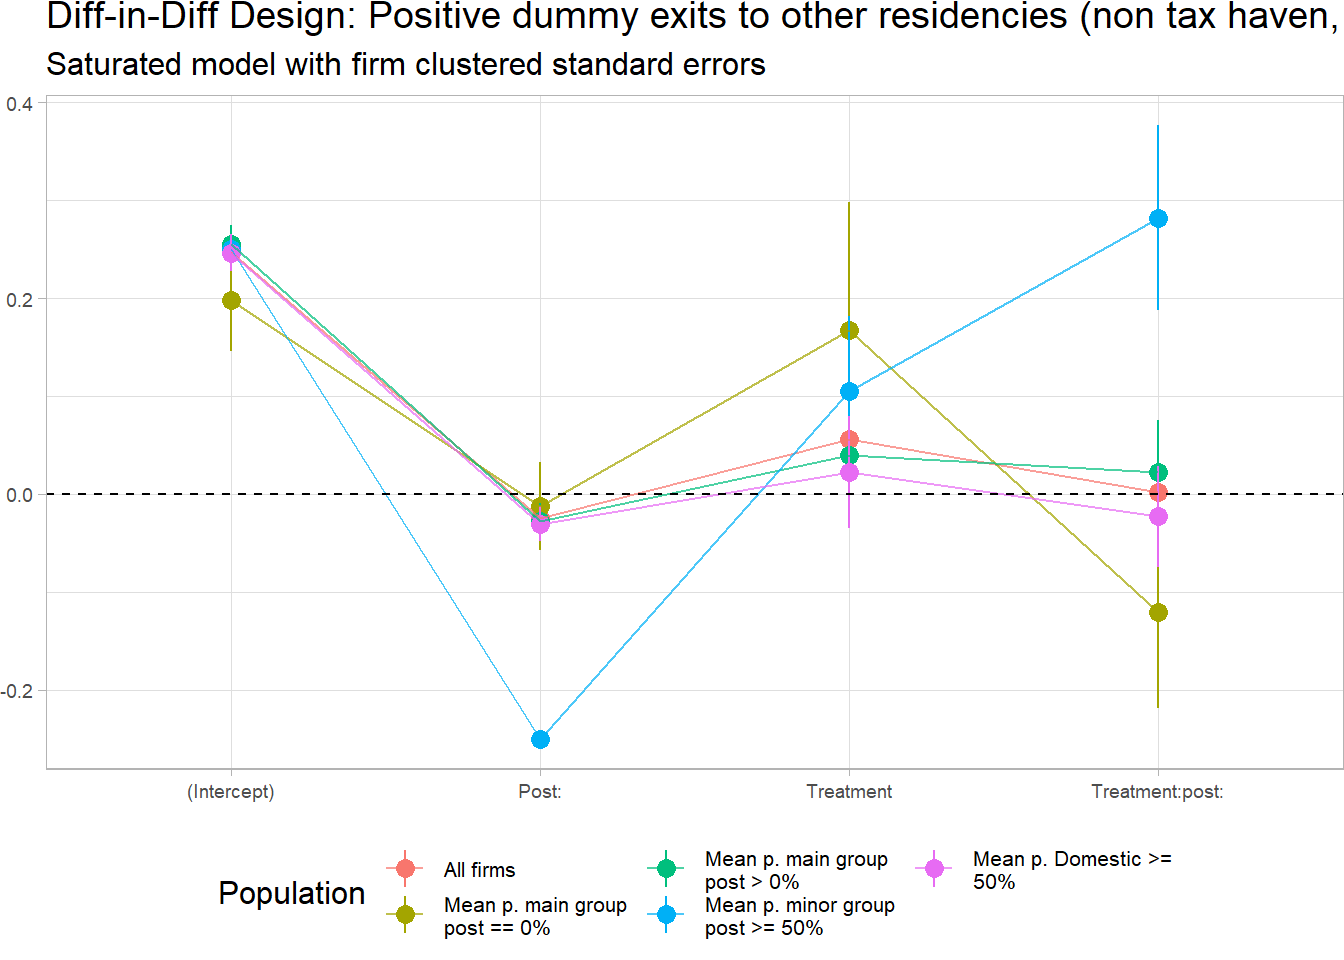 Diff-in-Diff Design: Positive dummy exits to other residencies (non tax haven,
Saturated model with firm clustered standard errors
0.4
0.2
0.0
-0.2
(Intercept)
Post:
Treatment
Treatment:post:
Population
All firms
Mean p. main group
post == 0%
Mean p. main group
post > 0%
Mean p. minor group
post >= 50%
Mean p. Domestic >=
50%